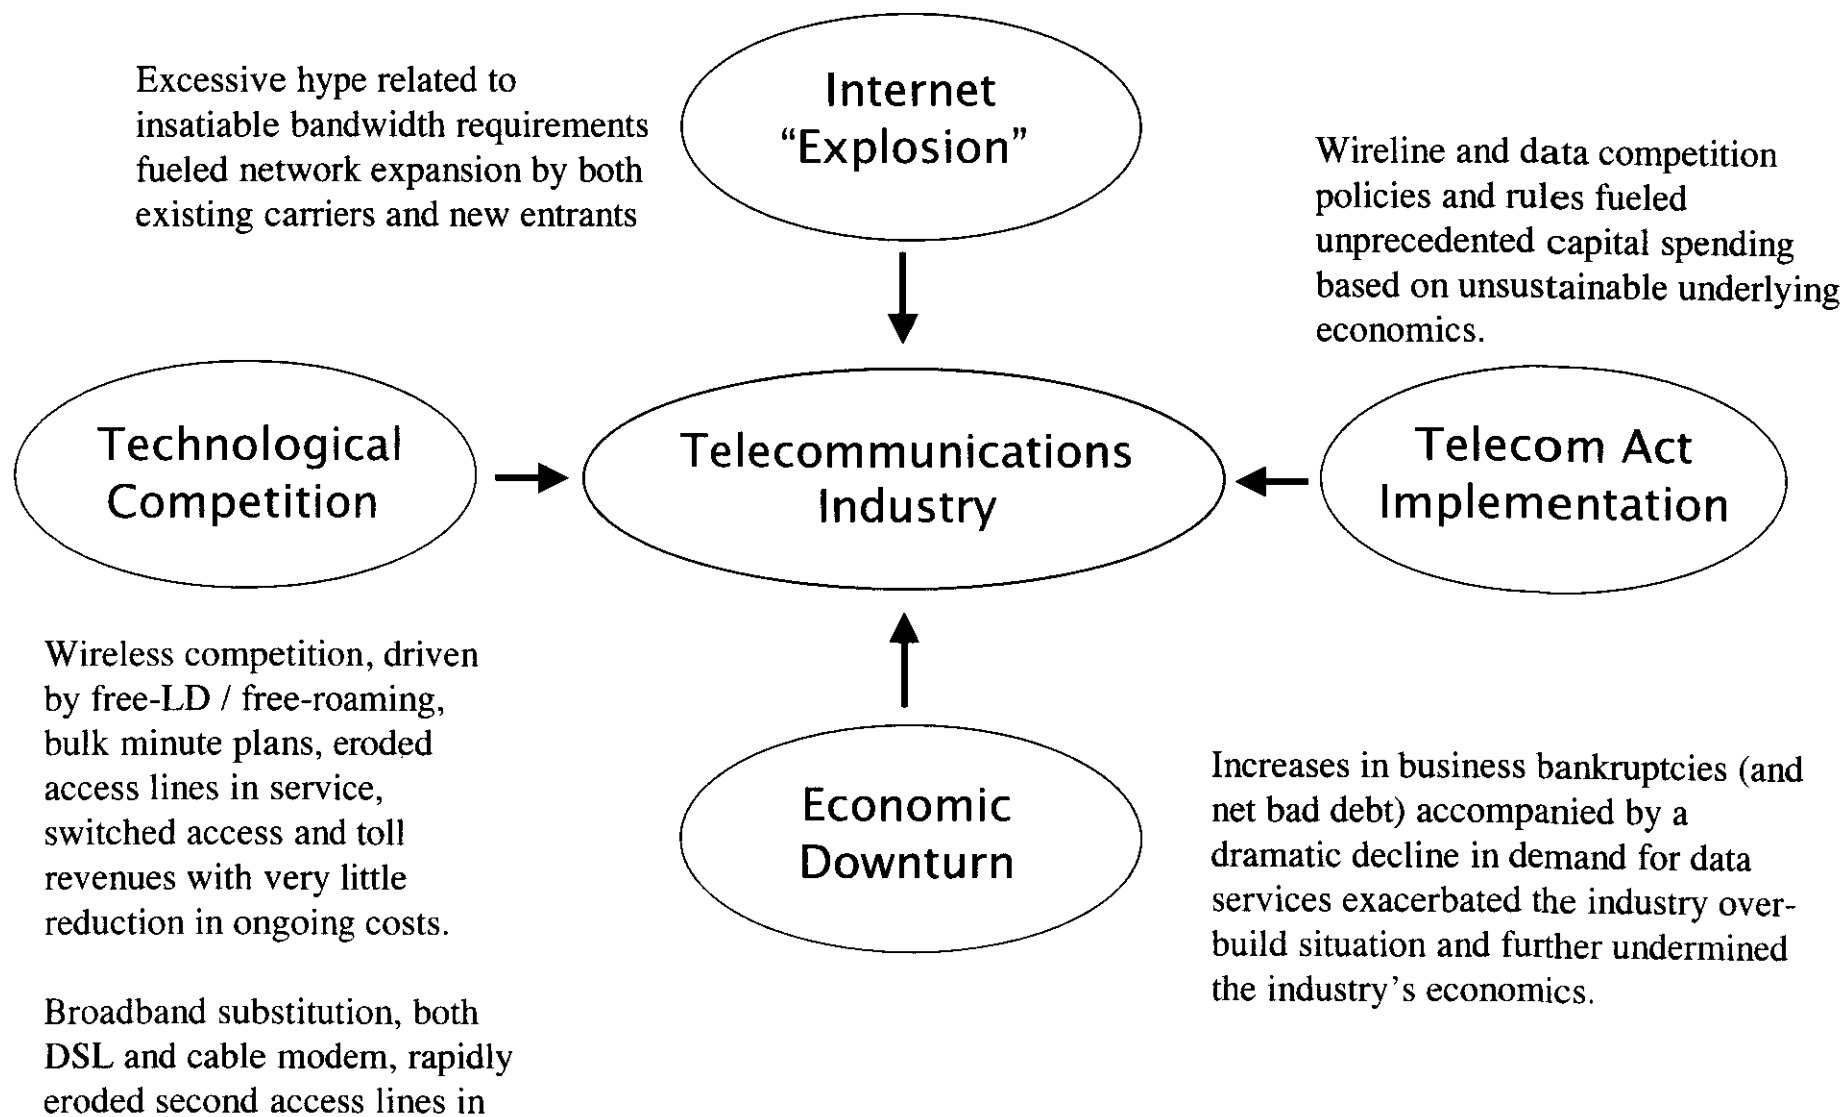 Excessive hype related to
insatiable bandwidth requirements
fueled network expansion by both
existing carriers and new entrants
Internet
“Explosion”
Wireline and data competition
policies and rules fueled
unprecedented capital spending
based on unsustainable underlying
economics.
Technological
Competition
Telecommunications
Industry
Telecom Act
Implementation
Wireless competition, driven
by free-LD / free-roaming,
bulk minute plans, eroded
access lines in service,
switched access and toll
revenues with very little
reduction in ongoing costs.
Broadband substitution, both
DSL and cable modem, rapidly
eroded second access lines in
Economic
Downturn
Increases in business bankruptcies (and
net bad debt) accompanied by a
dramatic decline in demand for data
services exacerbated the industry over-
build situation and further undermined
the industry’s economics.